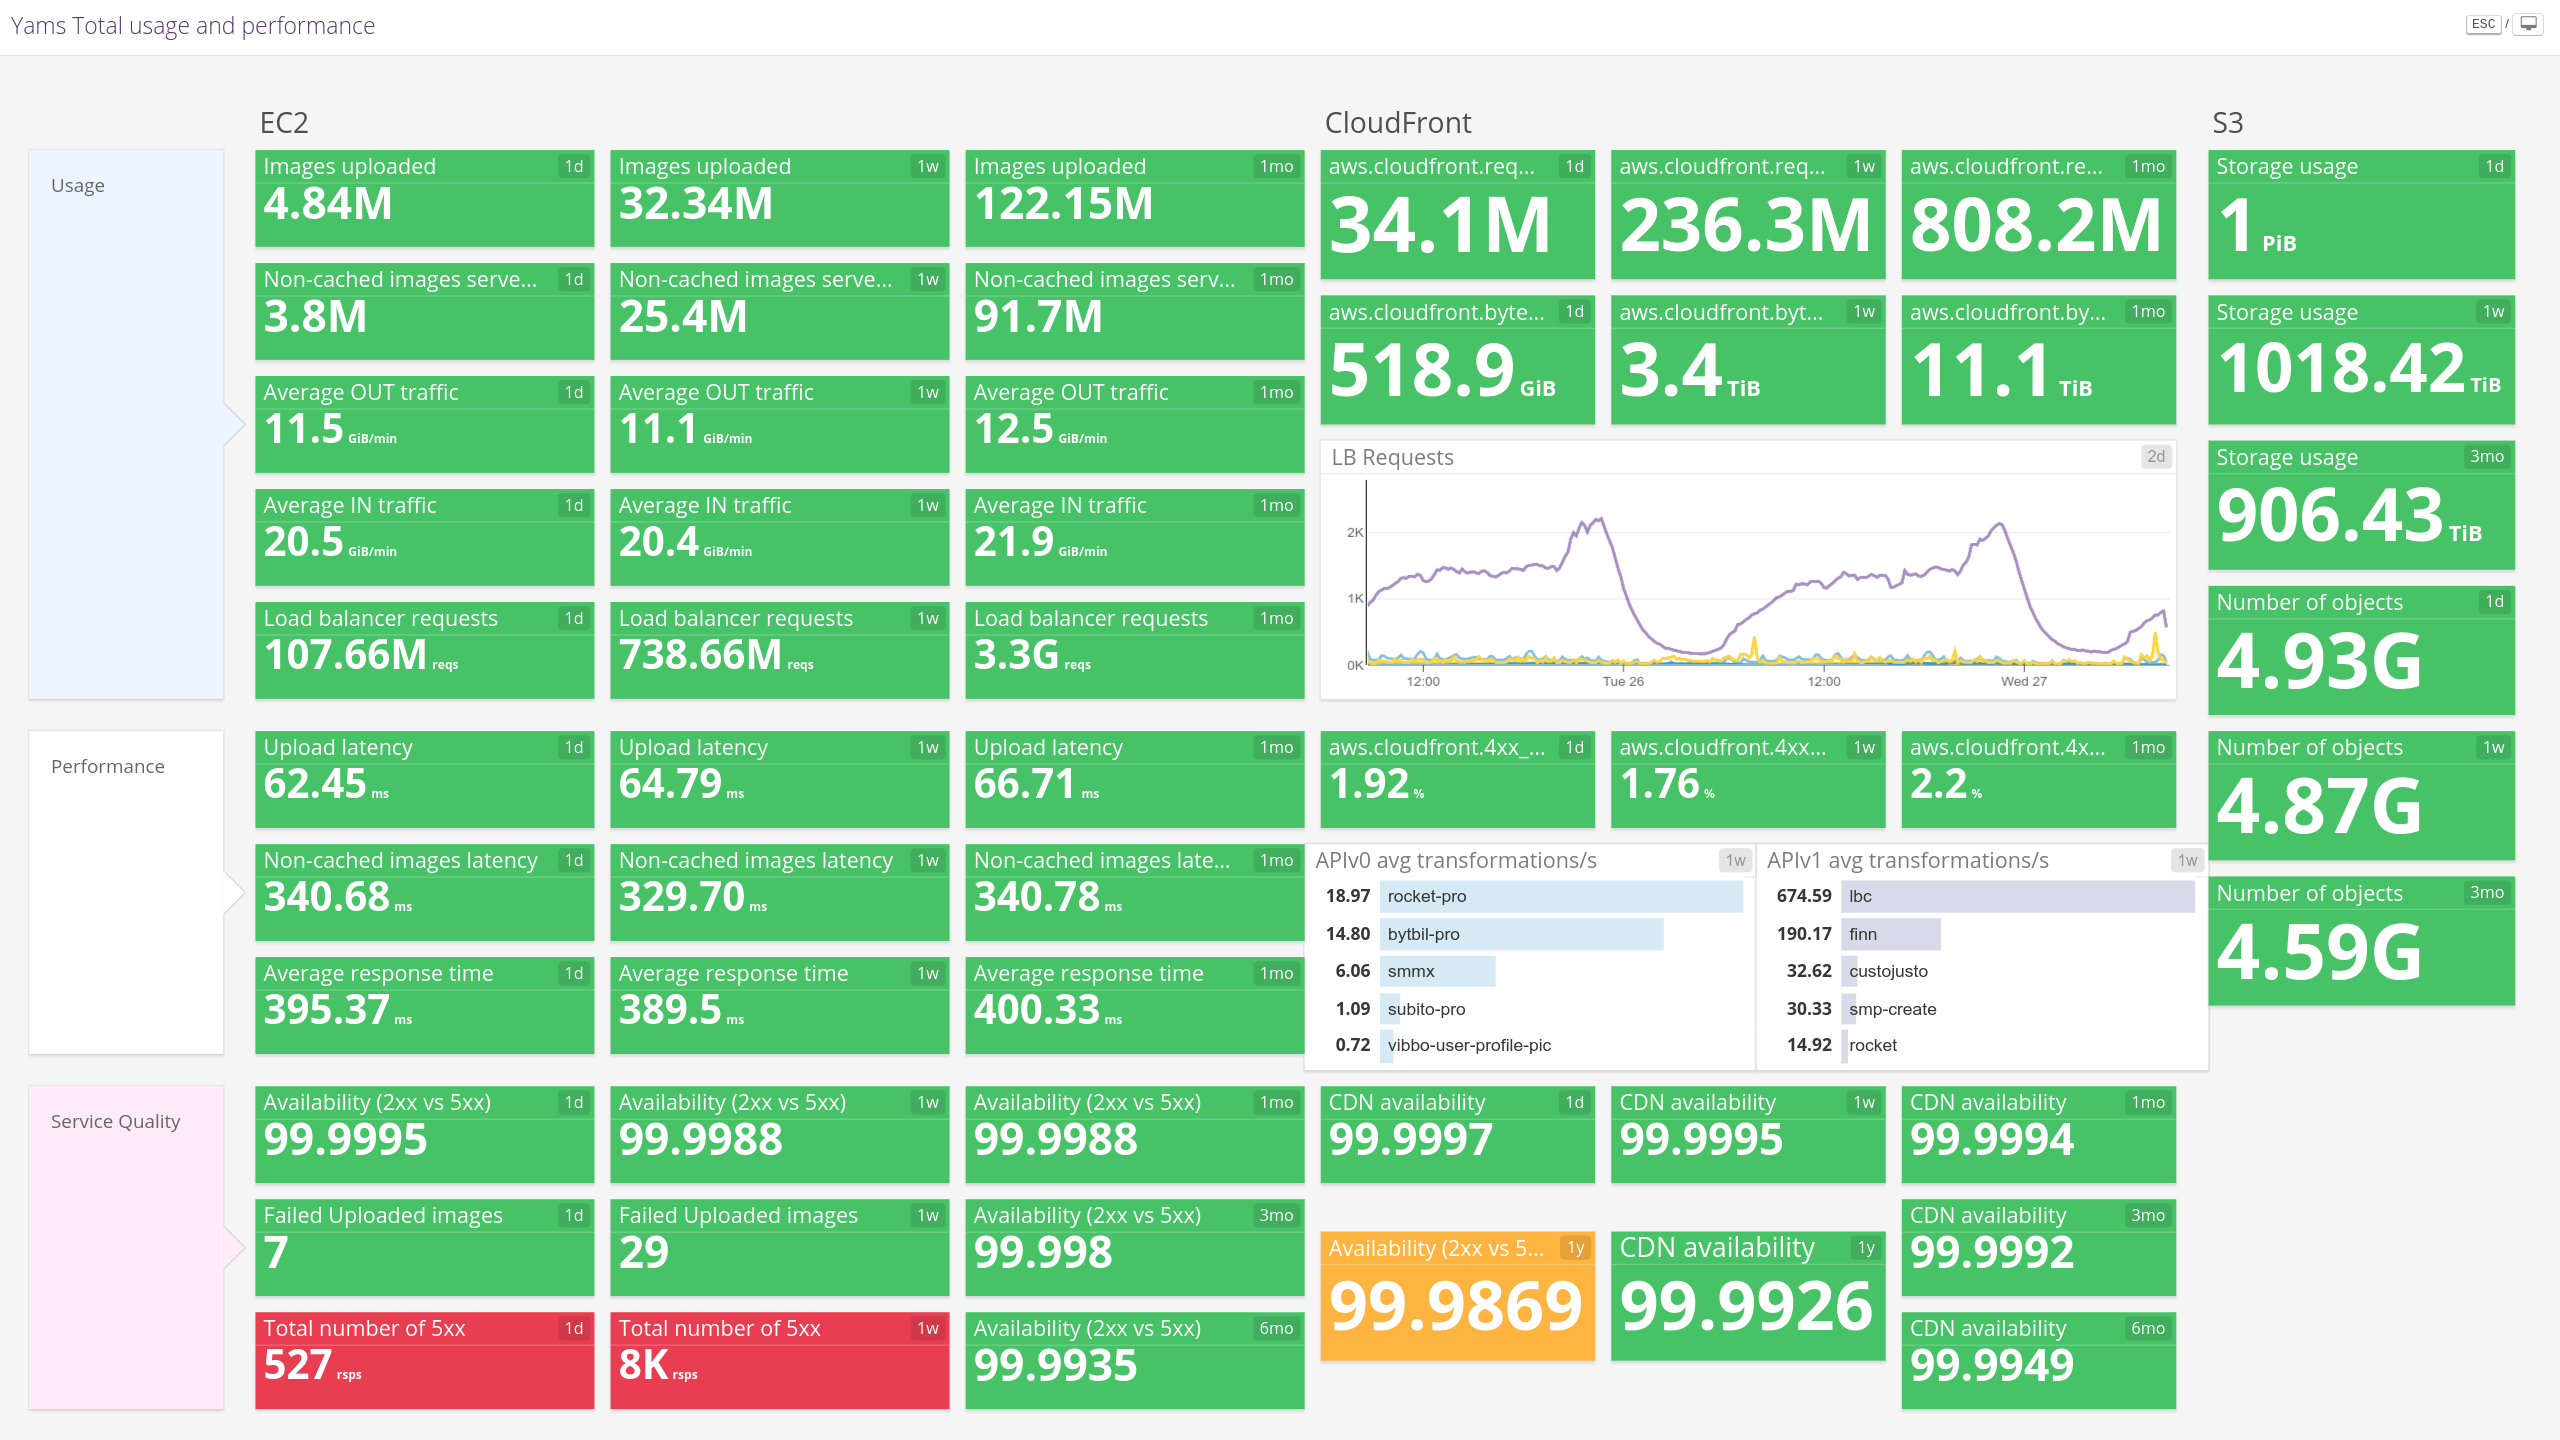 Yams Total usage and performance
ESC /
EC2
CloudFront
S3
Usage
Images uploaded 1d
4.84M
Images uploaded 1w
32.34M
Images uploaded 1mo
122.15M
Non-cached images serve... 1d
3.8M
Non-cached images serve... 1w
25.4M
Non-cached images serv... 1mo
91.7M
Average OUT traffic 1d
11.5 GiB/min
Average OUT traffic 1w
11.1 GiB/min
Average OUT traffic 1mo
12.5 GiB/min
Average IN traffic 1d
20.5 GiB/min
Average IN traffic 1w
20.4 GiB/min
Average IN traffic 1mo
21.9 GiB/min
Load balancer requests 1d
107.66M reqs
Load balancer requests 1w
738.66M reqs
Load balancer requests 1mo
3.3G reqs
aws.cloudfront.req... 1d
34.1M
aws.cloudfront.req... 1w
236.3M
aws.cloudfront.re... 1mo
808.2M
aws.cloudfront.byte... 1d
518.9 GiB
aws.cloudfront.byt... 1w
3.4 TiB
aws.cloudfront.by... 1mo
11.1 TiB
LB Requests 2d
2K
1K
0K
12:00 Tue 26 12:00 Wed 27
Storage usage 1d
1 PiB
Storage usage 1w
1018.42 TiB
Storage usage 3mo
906.43 TiB
Number of objects 1d
4.93G
Number of objects 1w
4.87G
Number of objects 3mo
4.59G
Performance
Upload latency 1d
62.45 ms
Upload latency 1w
64.79 ms
Upload latency 1mo
66.71 ms
Non-cached images latency 1d
340.68 ms
Non-cached images latency 1w
329.70 ms
Non-cached images late... 1mo
340.78 ms
Average response time 1d
395.37 ms
Average response time 1w
389.5 ms
Average response time 1mo
400.33 ms
aws.cloudfront.4xx_... 1d
1.92 %
aws.cloudfront.4xx... 1w
1.76 %
aws.cloudfront.4x... 1mo
2.2 %
APIv0 avg transformations/s 1w
18.97 rocket-pro
14.80 bytbil-pro
6.06 smmx
1.09 subito-pro
0.72 vibbo-user-profile-pic
APIv1 avg transformations/s 1w
674.59 lbc
190.17 finn
32.62 custojusto
30.33 smp-create
14.92 rocket
Service Quality
Availability (2xx vs 5xx) 1d
99.9995
Availability (2xx vs 5xx) 1w
99.9988
Availability (2xx vs 5xx) 1mo
99.9988
Failed Uploaded images 1d
7
Failed Uploaded images 1w
29
Availability (2xx vs 5xx) 3mo
99.998
Total number of 5xx 1d
527 rsps
Total number of 5xx 1w
8K rsps
Availability (2xx vs 5xx) 6mo
99.9935
CDN availability 1d
99.9997
CDN availability 1w
99.9995
CDN availability 1mo
99.9994
Availability (2xx vs 5... 1y
99.9869
CDN availability 1y
99.9926
CDN availability 3mo
99.9992
CDN availability 6mo
99.9949